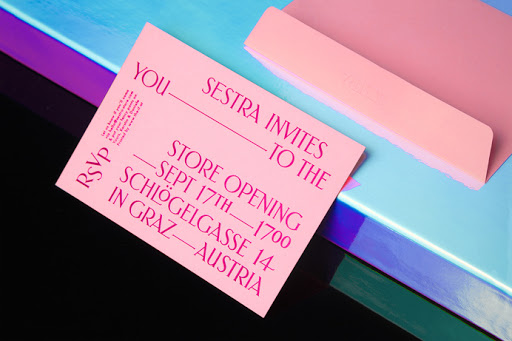 SESTRA INVITES
YOU TO THE
STORE OPENING
SEPT 17TH 1700
SCHLÖGELGASSE 14
IN GRAZ AUSTRIA
RSVP